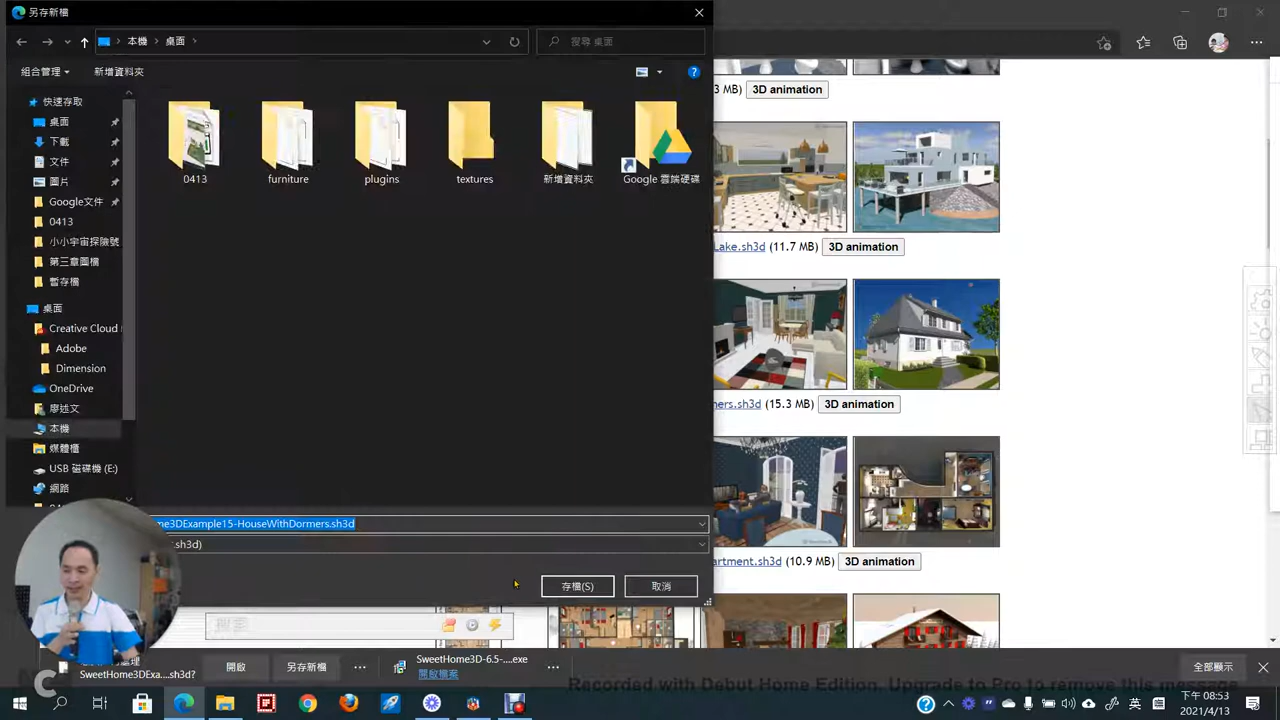 另存新檔
本機 桌面
搜尋 桌面
組合管理 新增資料夾
快速存取
桌面
下載
文件
圖片
Google文件
0413
小小宇宙探險號
蔣三省圖檔
暫存檔
桌面
Creative Cloud
Adobe
Dimension
OneDrive
廖述文
本機
媒體櫃
USB 磁碟機 (E:)
網路
0413
furniture
plugins
textures
新增資料夾
Google 雲端硬碟
me3DExample15-HouseWithDormers.sh3d
.sh3d)
存檔(S)
取消
3 MB) 3D animation
Lake.sh3d (11.7 MB) 3D animation
ners.sh3d (15.3 MB) 3D animation
artment.sh3d (10.9 MB) 3D animation
SweetHome3DExa...sh3d?
開啟
另存新檔
SweetHome3D-6.5-....exe
開啟檔案
全部顯示
Recorded with Debut Home Edition. Upgrade to Pro to remove this message
英
下午 08:53
2021/4/13